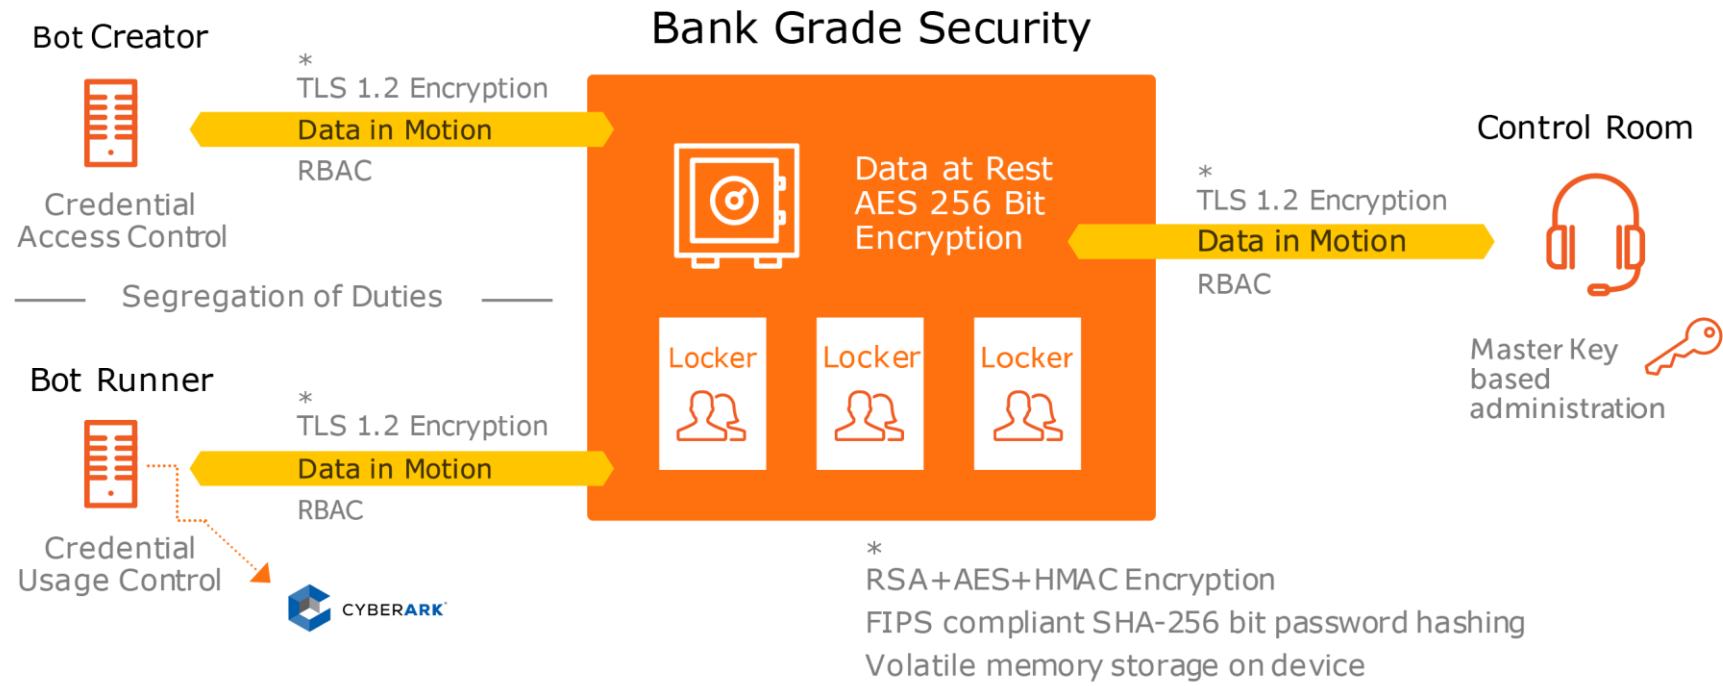 Bank Grade Security
Bot Creator
Credential
Access Control
*
TLS 1.2 Encryption
Data in Motion
RBAC
Segregation of Duties
Bot Runner
Credential
Usage Control
*
TLS 1.2 Encryption
Data in Motion
RBAC
CYBERARK
Data at Rest
AES 256 Bit
Encryption
Locker
Locker
Locker
*
TLS 1.2 Encryption
Data in Motion
RBAC
Control Room
Master Key
based
administration
*
RSA+AES+HMAC Encryption
FIPS compliant SHA-256 bit password hashing
Volatile memory storage on device